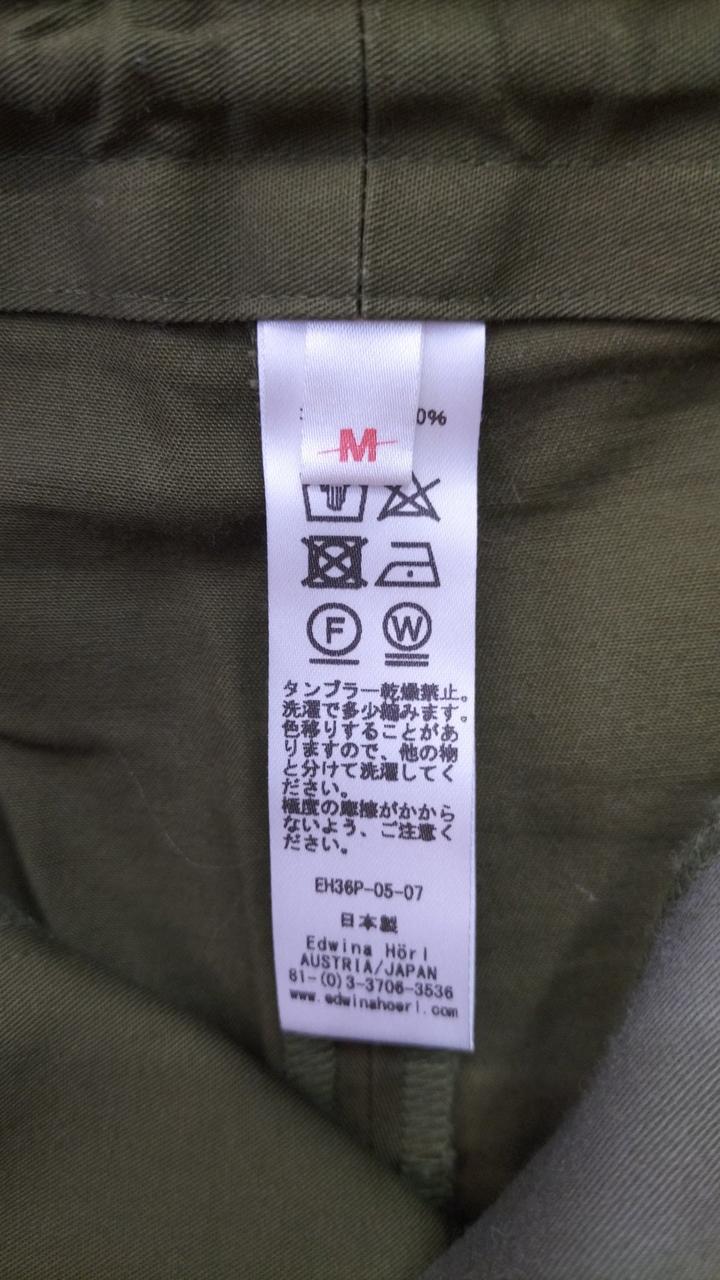 0%
M
F W
タンブラー乾燥禁止。
洗濯で多少縮みます。
色移りすることがあ
りますので、他の物
と分けて洗濯してく
ださい。
極度の摩擦がかから
ないよう、ご注意く
ださい。
EH36P-05-07
日本製
Edwina Hörl
AUSTRIA/JAPAN
81-(0)3-3706-3536
www.edwinahoerl.com